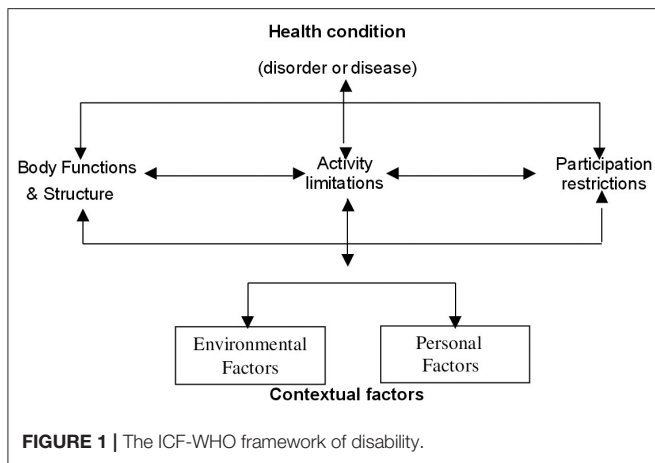 Health condition
(disorder or disease)
Body Functions
& Structure
Activity
limitations
Participation
restrictions
Environmental
Factors
Personal
Factors
Contextual factors
FIGURE 1 | The ICF-WHO framework of disability.